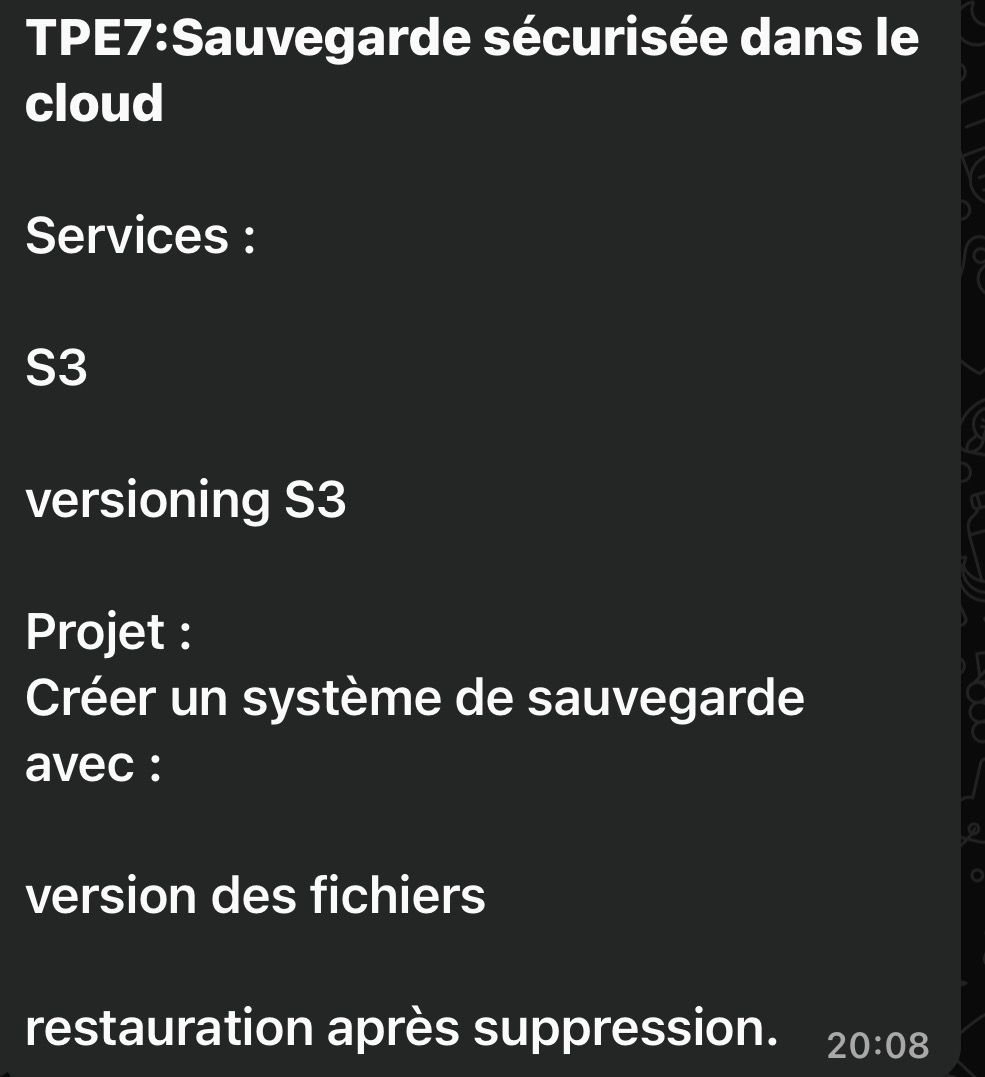 TPE7:Sauvegarde sécurisée dans le
cloud
Services :
S3
versioning S3
Projet :
Créer un système de sauvegarde
avec :
version des fichiers
restauration après suppression.
20:08